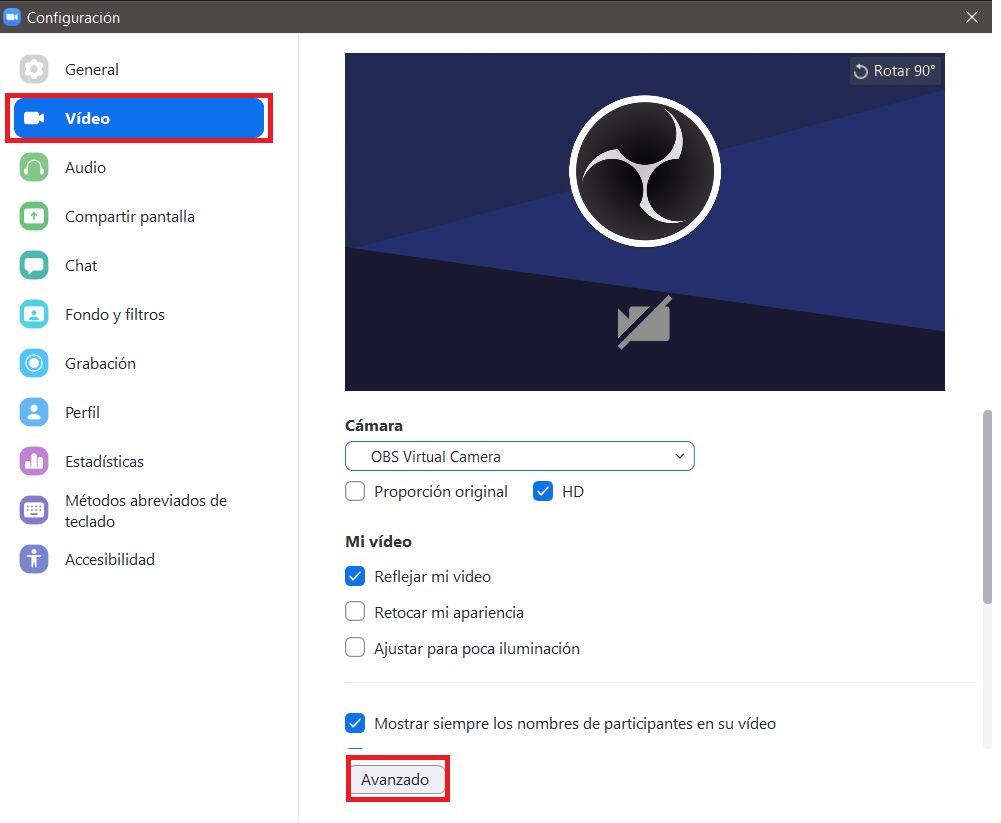 Configuración
General
Vídeo
Audio
Compartir pantalla
Chat
Fondo y filtros
Grabación
Perfil
Estadísticas
Métodos abreviados de
teclado
Accesibilidad
Rotar 90°
Cámara
OBS Virtual Camera
Proporción original
HD
Mi vídeo
Reflejar mi video
Retocar mi apariencia
Ajustar para poca iluminación
Mostrar siempre los nombres de participantes en su vídeo
Avanzado